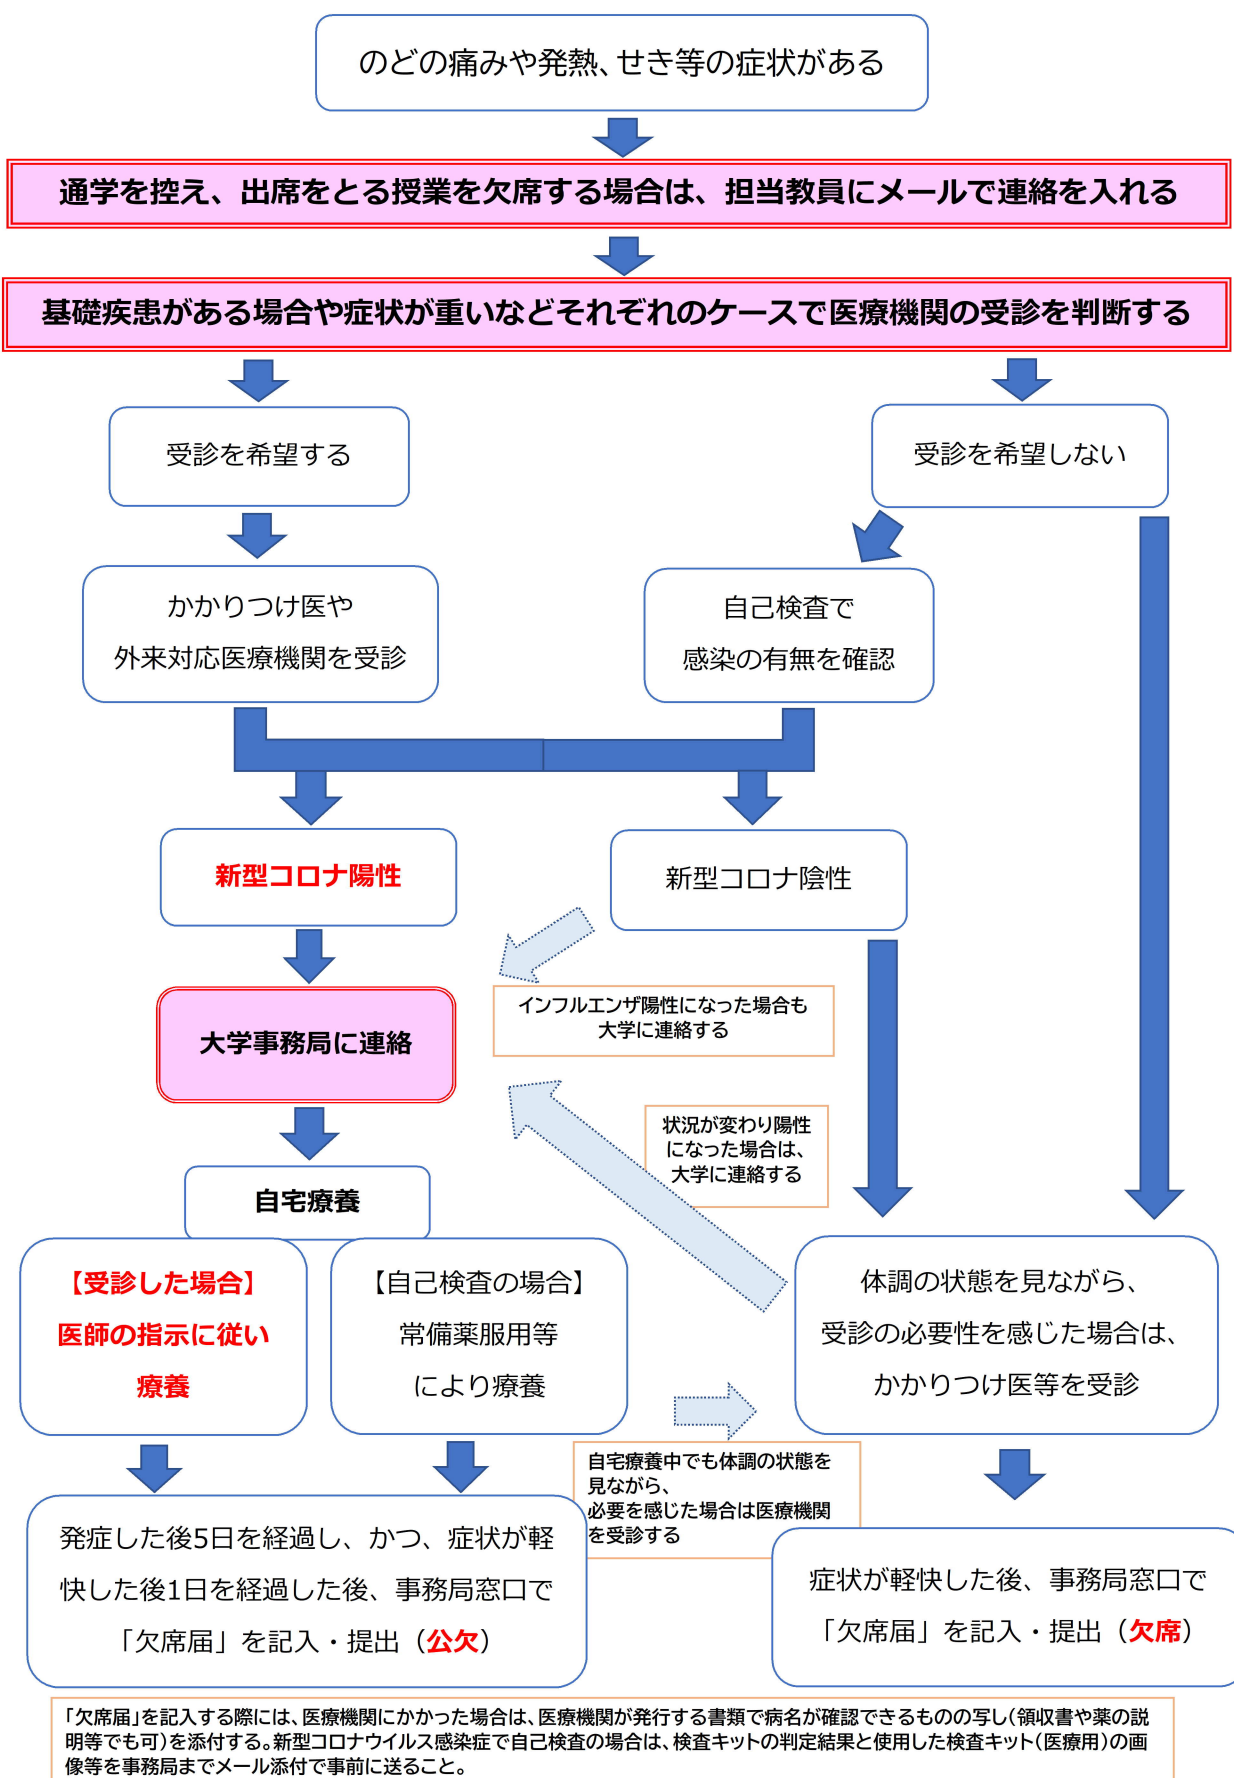 のどの痛みや発熱、せき等の症状がある
通学を控え、出席をとる授業を欠席する場合は、担当教員にメールで連絡を入れる
基礎疾患がある場合や症状が重いなどそれぞれのケースで医療機関の受診を判断する
受診を希望する
受診を希望しない
かかりつけ医や
外来対応医療機関を受診
自己検査で
感染の有無を確認
新型コロナ陽性
新型コロナ陰性
インフルエンザ陽性になった場合も
大学に連絡する
大学事務局に連絡
状況が変わり陽性
になった場合は、
大学に連絡する
自宅療養
【受診した場合】
医師の指示に従い
療養
【自己検査の場合】
常備薬服用等
により療養
体調の状態を見ながら、
受診の必要性を感じた場合は、
かかりつけ医等を受診
自宅療養中でも体調の状態を
見ながら、
必要を感じた場合は医療機関
を受診する
発症した後5日を経過し、かつ、症状が軽
快した後1日を経過した後、事務局窓口で
「欠席届」を記入・提出（公欠）
症状が軽快した後、事務局窓口で
「欠席届」を記入・提出（欠席）
「欠席届」を記入する際には、医療機関にかかった場合は、医療機関が発行する書類で病名が確認できるものの写し(領収書や薬の説
明等でも可)を添付する。新型コロナウイルス感染症で自己検査の場合は、検査キットの判定結果と使用した検査キット(医療用)の画
像等を事務局までメール添付で事前に送ること。